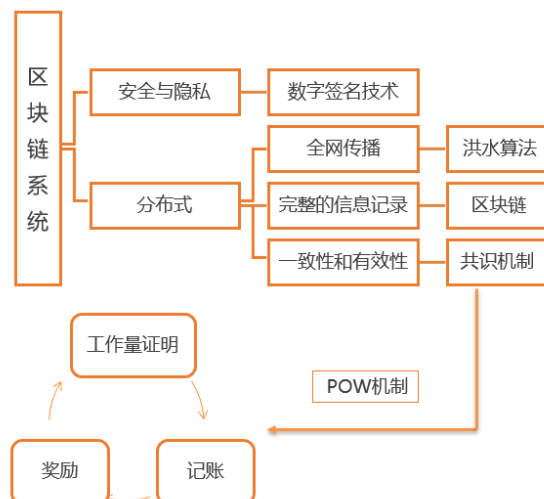 区块链系统
安全与隐私
数字签名技术
全网传播
洪水算法
分布式
完整的信息记录
区块链
一致性和有效性
共识机制
工作量证明
POW机制
奖励
记账